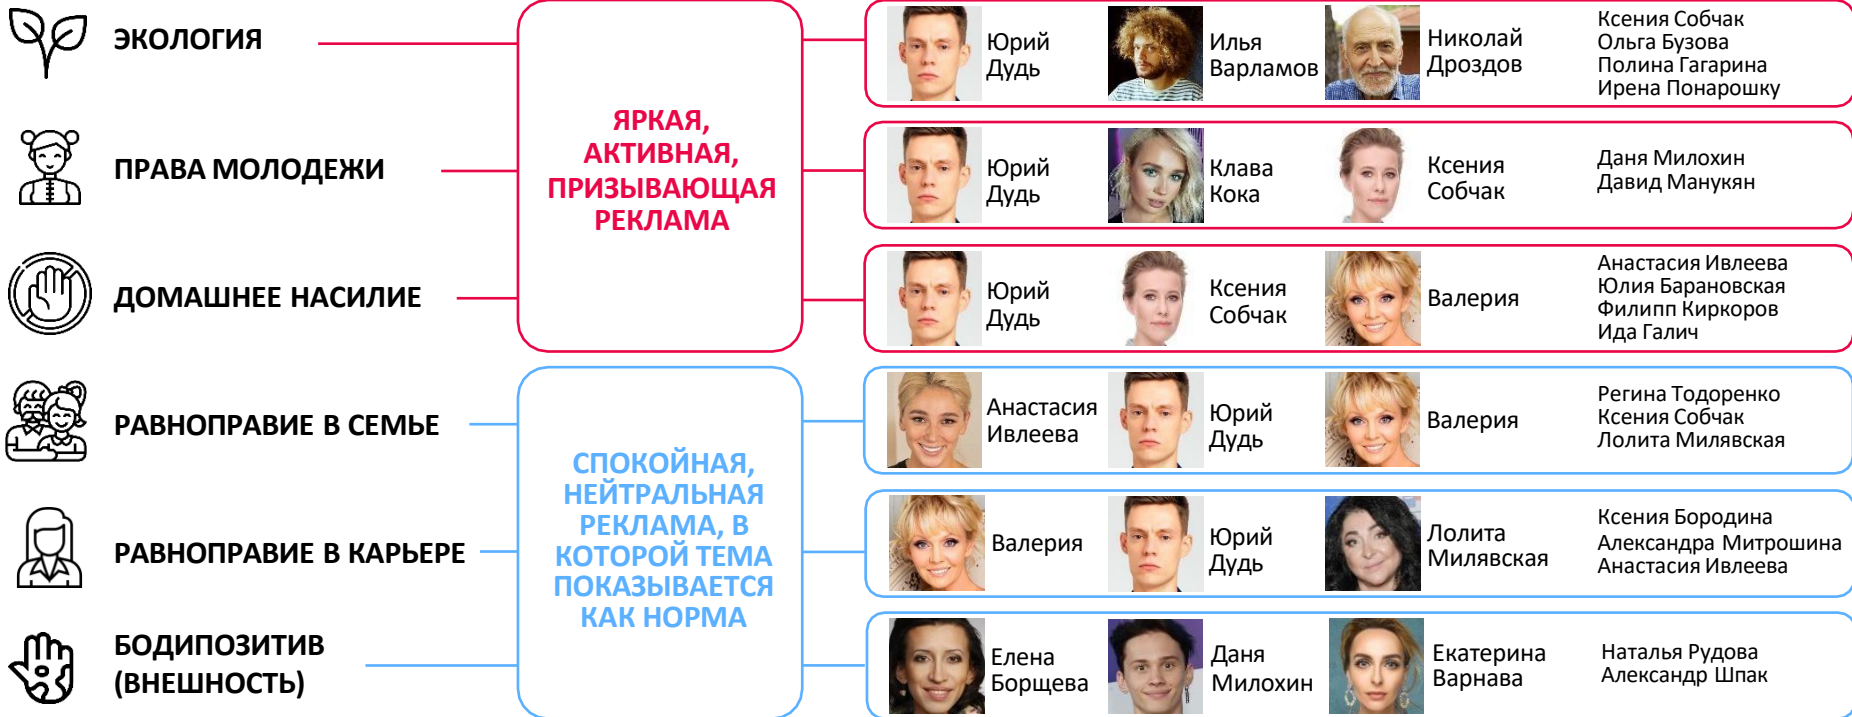 ЭКОЛОГИЯ
ЯРКАЯ,
АКТИВНАЯ,
ПРИЗЫВАЮЩАЯ
РЕКЛАМА
Юрий
Дудь
Илья
Варламов
Николай
Дроздов
Ксения Собчак
Ольга Бузова
Полина Гагарина
Ирена Понарошку
ПРАВА МОЛОДЕЖИ
Юрий
Дудь
Клава
Кока
Ксения
Собчак
Даня Милохин
Давид Манукян
ДОМАШНЕЕ НАСИЛИЕ
Юрий
Дудь
Ксения
Собчак
Валерия
Анастасия Ивлеева
Юлия Барановская
Филипп Киркоров
Ида Галич
РАВНОПРАВИЕ В СЕМЬЕ
СПОКОЙНАЯ,
НЕЙТРАЛЬНАЯ
РЕКЛАМА, В
КОТОРОЙ ТЕМА
ПОКАЗЫВАЕТСЯ
КАК НОРМА
Анастасия
Ивлеева
Юрий
Дудь
Валерия
Регина Тодоренко
Ксения Собчак
Лолита Милявская
РАВНОПРАВИЕ В КАРЬЕРЕ
Валерия
Юрий
Дудь
Лолита
Милявская
Ксения Бородина
Александра Митрошина
Анастасия Ивлеева
БОДИПОЗИТИВ
(ВНЕШНОСТЬ)
Елена
Борщева
Даня
Милохин
Екатерина
Варнава
Наталья Рудова
Александр Шпак